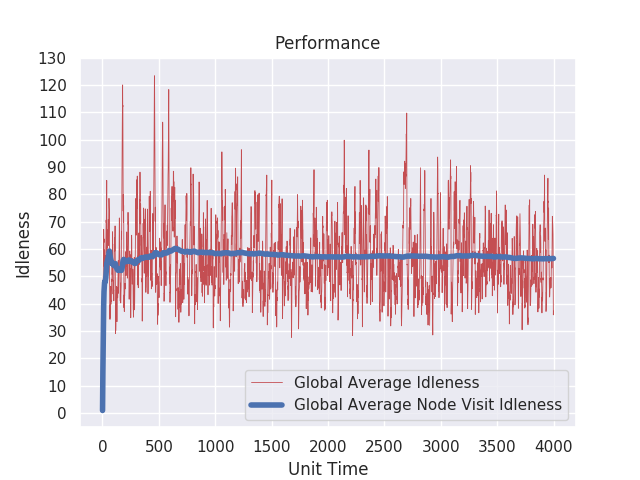 Performance
Idleness
130
120
110
100
90
80
70
60
50
40
30
20
10
0
0 500 1000 1500 2000 2500 3000 3500 4000
Unit Time
Global Average Idleness
Global Average Node Visit Idleness